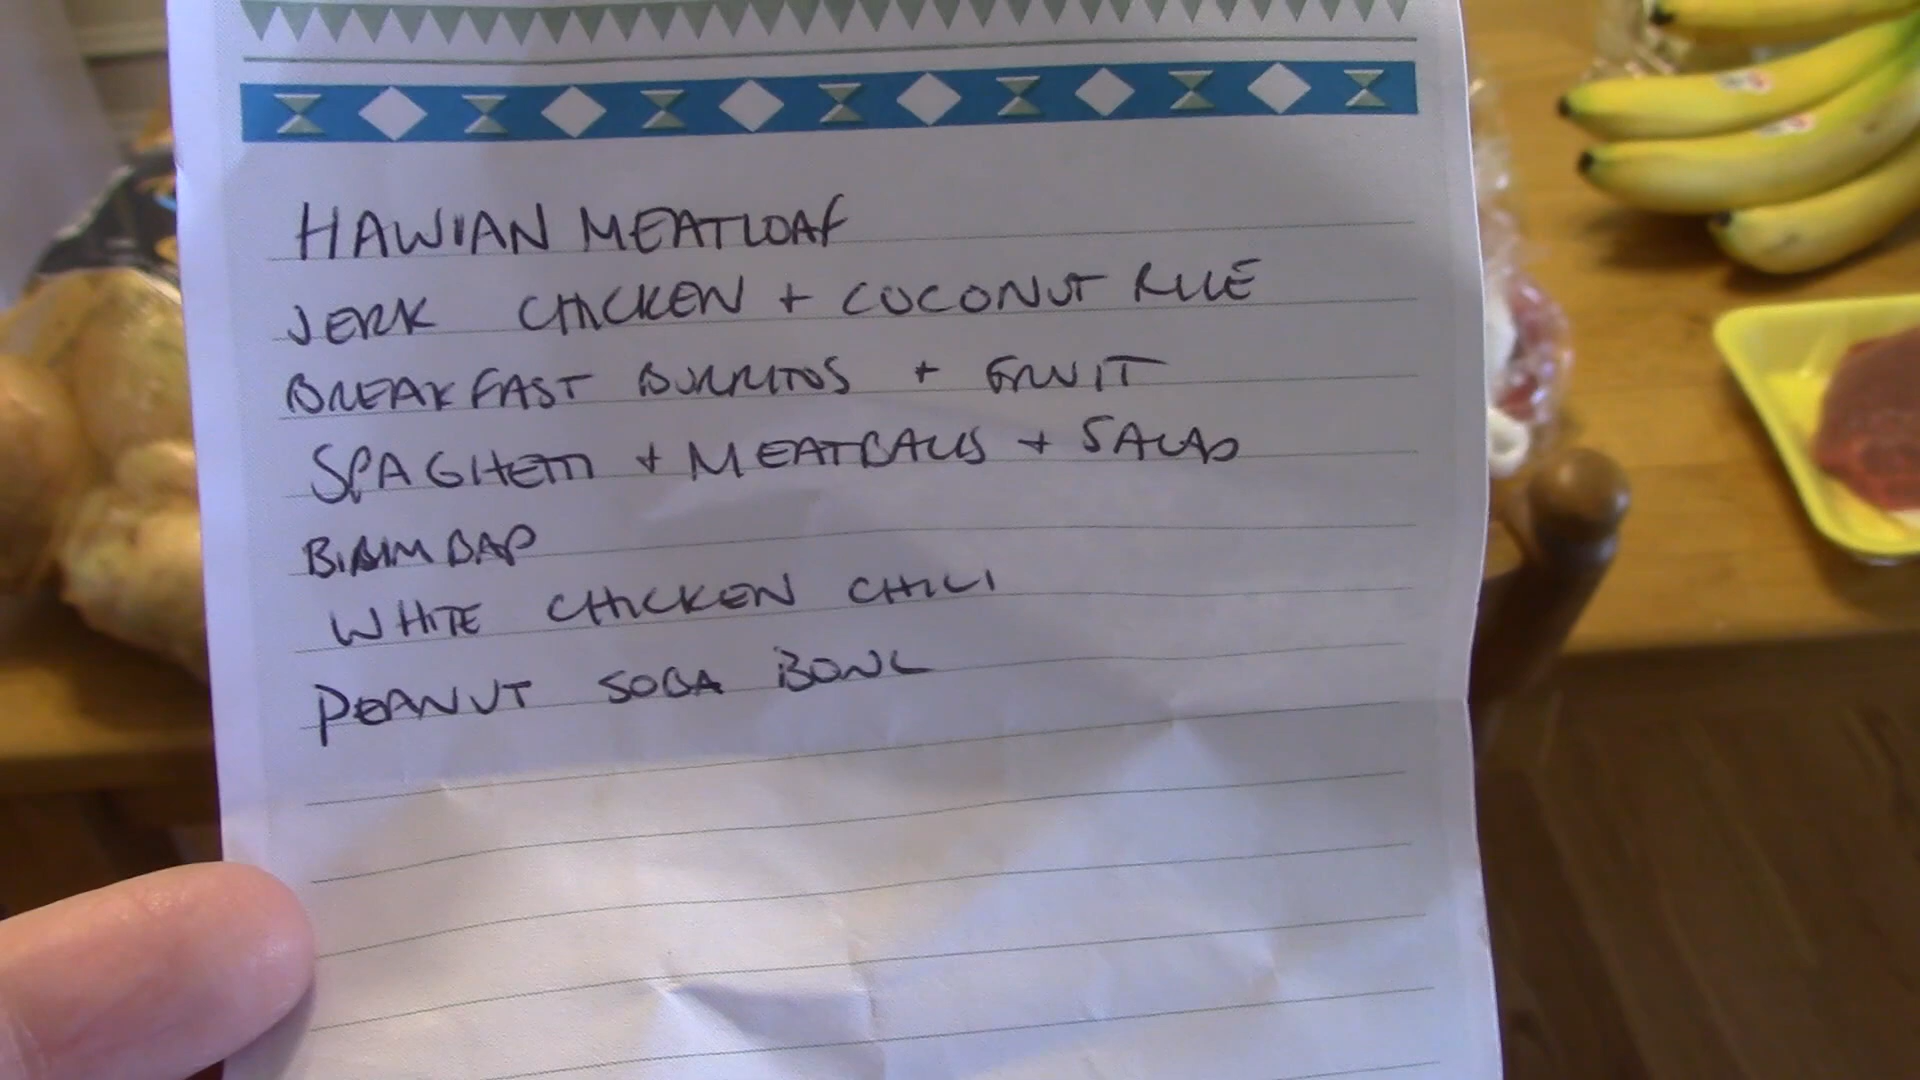 HAWIAN MEATLOAF
JERK CHICKEN + COCONUT RICE
BREAKFAST BURRITOS + FRUIT
SPAGHETTI + MEATBALLS + SALAD
BIBIMBAP
WHITE CHICKEN CHILI
PEANUT SOBA BOWL